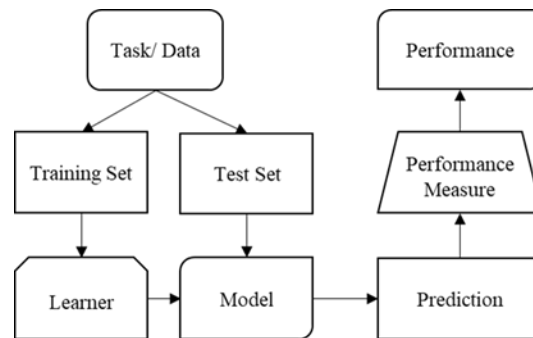 Task/ Data
Performance
Training Set
Test Set
Performance
Measure
Learner
Model
Prediction